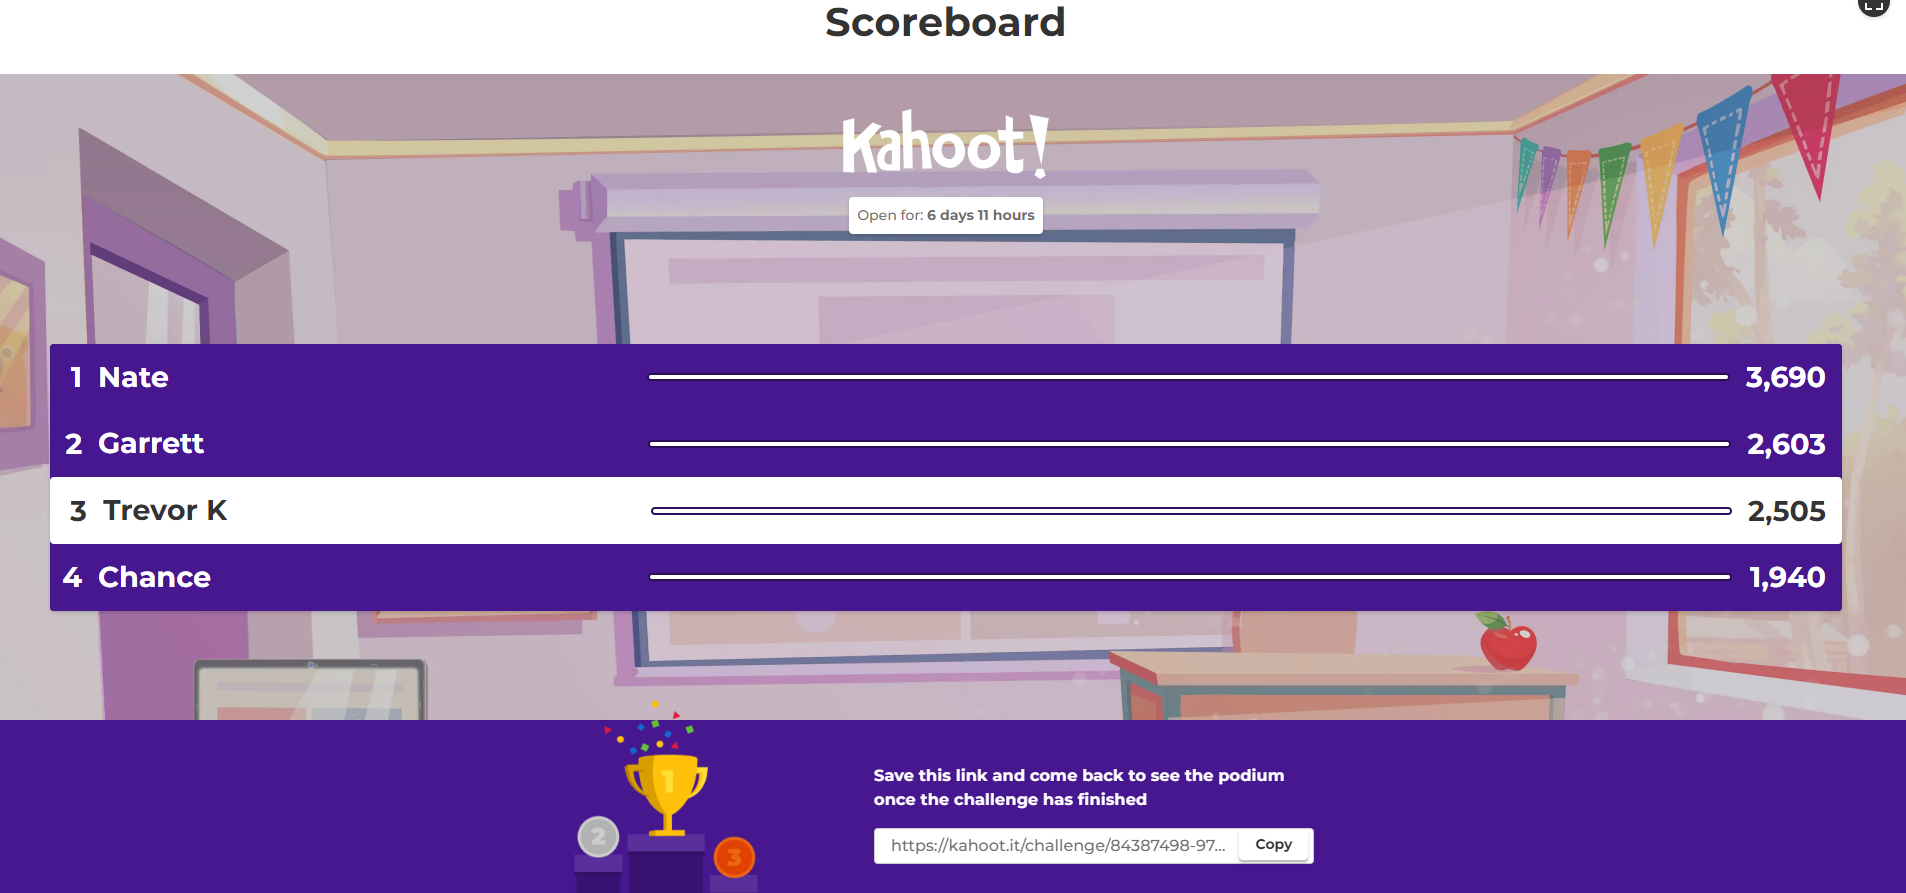 Scoreboard
Kahoot!
Open for: 6 days 11 hours
1 Nate 3,690
2 Garrett 2,603
3 Trevor K 2,505
4 Chance 1,940
1
2
3
Save this link and come back to see the podium
once the challenge has finished
https://kahoot.it/challenge/84387498-97... Copy